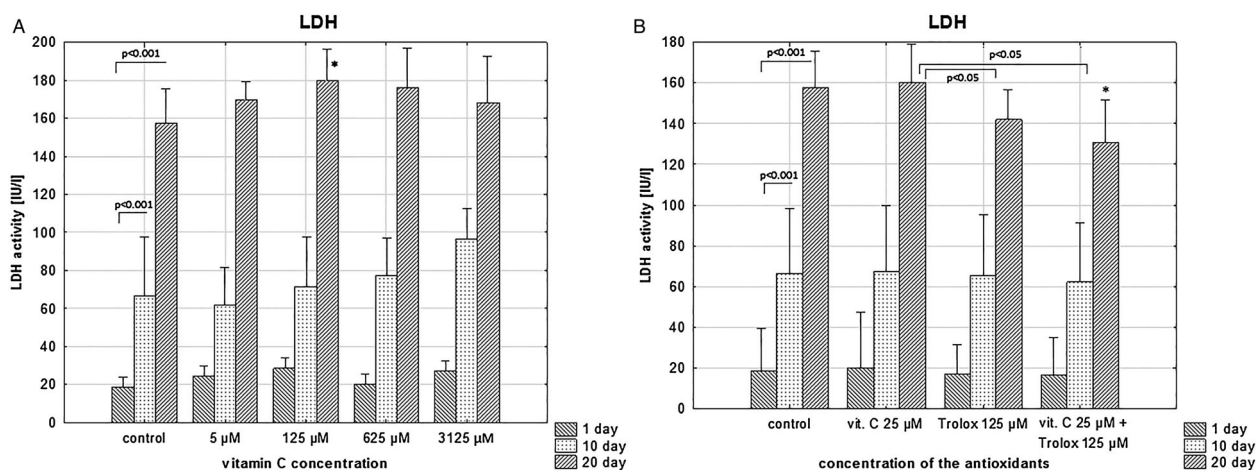 A
LDH
LDH activity [IU/l]
200
180
160
140
120
100
80
60
40
20
0
p<0.001
p<0.001
*
control
5 µM
125 µM
625 µM
3125 µM
vitamin C concentration
1 day
10 day
20 day
B
LDH
LDH activity [IU/l]
180
160
140
120
100
80
60
40
20
0
p<0.001
p<0.001
p<0.05
p<0.05
*
control
vit. C 25 µM
Trolox 125 µM
vit. C 25 µM +
Trolox 125 µM
concentration of the antioxidants
1 day
10 day
20 day